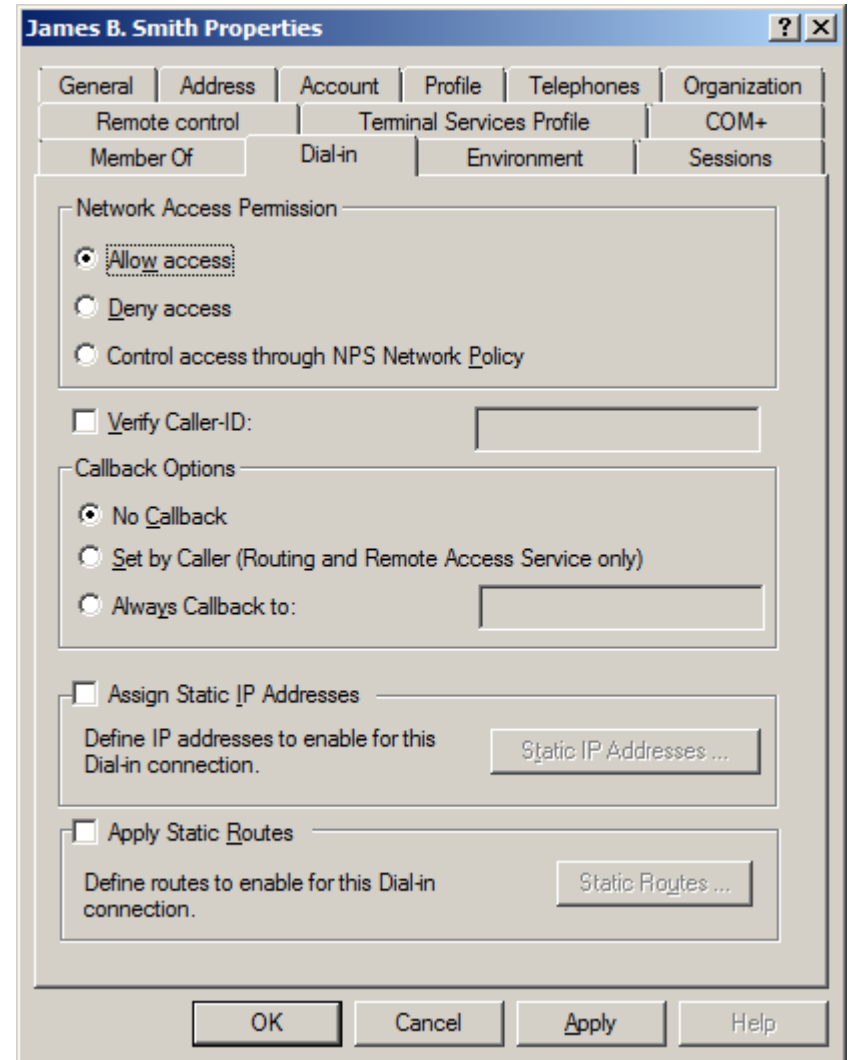 James B. Smith Properties
General Address Account Profile Telephones Organization
Remote control Terminal Services Profile COM+
Member Of Dial-in Environment Sessions
Network Access Permission
Allow access
Deny access
Control access through NPS Network Policy
Verify Caller-ID:
Callback Options
No Callback
Set by Caller (Routing and Remote Access Service only)
Always Callback to:
Assign Static IP Addresses
Define IP addresses to enable for this
Dial-in connection.
Static IP Addresses ...
Apply Static Routes
Define routes to enable for this Dial-in
connection.
Static Routes ...
OK Cancel Apply Help